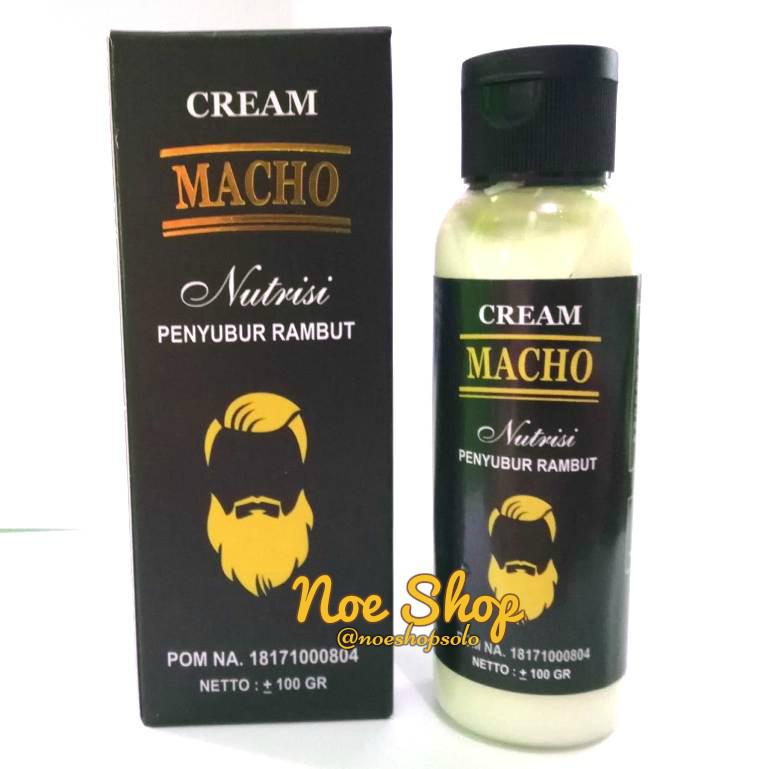 CREAM
MACHO
Nutrisi
PENYUBUR RAMBUT
POM NA. 18171000804
NETTO : ± 100 GR
CREAM
MACHO
Nutrisi
PENYUBUR RAMBUT
POM NA. 18171000804
NETTO : ± 100 GR
Noe Shop
@noeshopsolo